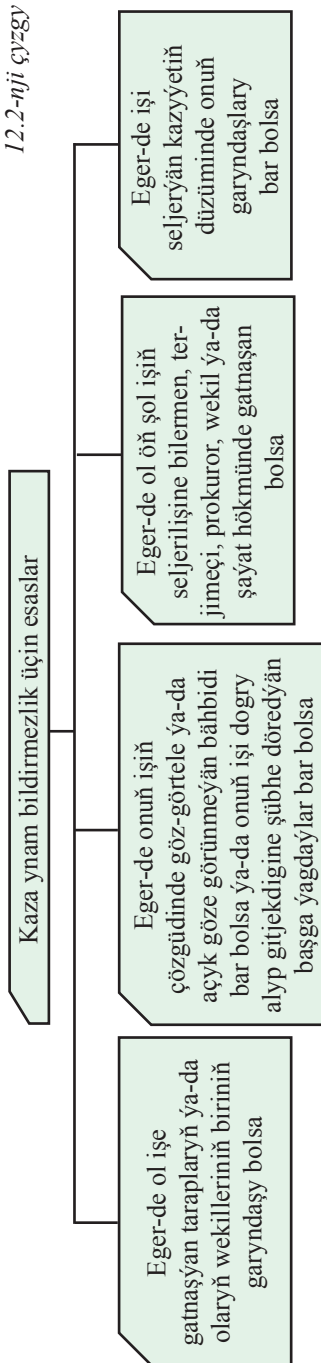 12.2-nji çyzgy
Kaza ynam bildirmezlik üçin esaslar
Eger-de ol işe
gatnaşýan taraplaryň ýa-da
olaryň wekilleriniň biriniň
garyndaşy bolsa
Eger-de onuň işiň
çözgüdinde göz-görtele ýa-da
açyk göze görünmeýän bähbidi
bar bolsa ýa-da onuň işi dogry
alyp gitjekdigine şübhe döredýän
başga ýagdaýlar bar bolsa
Eger-de ol öň şol işiň
seljerilişine bilermen, ter-
jimeçi, prokuror, wekil ýa-da
şaýat hökmünde gatnaşan
bolsa
Eger-de işi
seljerýän kazyýetiň
düzüminde onuň
garyndaşlary
bar bolsa